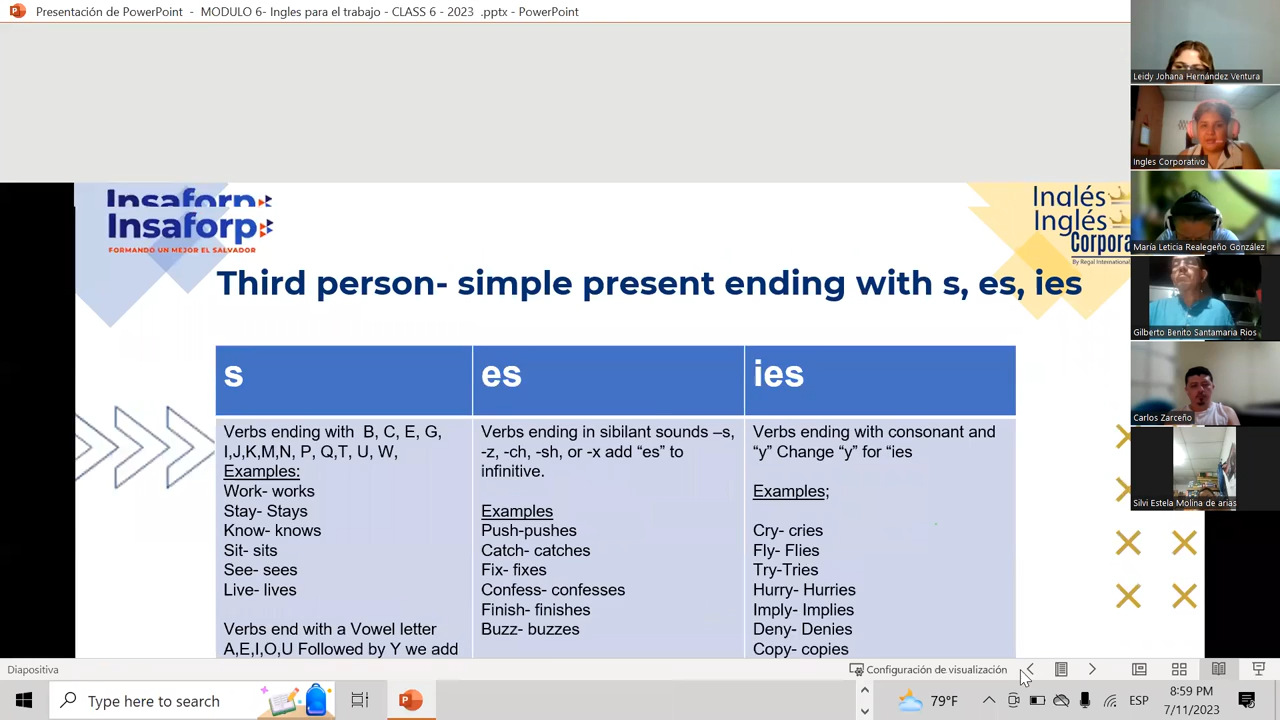 Presentación de PowerPoint - MODULO 6- Ingles para el trabajo - CLASS 6 - 2023 .pptx - PowerPoint
Leidy Johana Hernández Ventura
Ingles Corporativo
María Leticia Realegeño González
Gilberto Benito Santamaria Rios
Carlos Zarceño
Silvi Estela Molina de arias
Insaforp
Insaforp
FORMANDO UN MEJOR EL SALVADOR
Inglés
Inglés
Corpora
By Regal International
Third person- simple present ending with s, es, ies
s
Verbs ending with B, C, E, G,
I,J,K,M,N, P, Q,T, U, W,
Examples:
Work- works
Stay- Stays
Know- knows
Sit- sits
See- sees
Live- lives
Verbs end with a Vowel letter
A,E,I,O,U Followed by Y we add
es
Verbs ending in sibilant sounds –s,
-z, -ch, -sh, or -x add “es” to
infinitive.
Examples
Push-pushes
Catch- catches
Fix- fixes
Confess- confesses
Finish- finishes
Buzz- buzzes
ies
Verbs ending with consonant and
“y” Change “y” for “ies
Examples;
Cry- cries
Fly- Flies
Try-Tries
Hurry- Hurries
Imply- Implies
Deny- Denies
Copy- copies
Diapositiva
Configuración de visualización
Type here to search
79°F
ESP
8:59 PM
7/11/2023